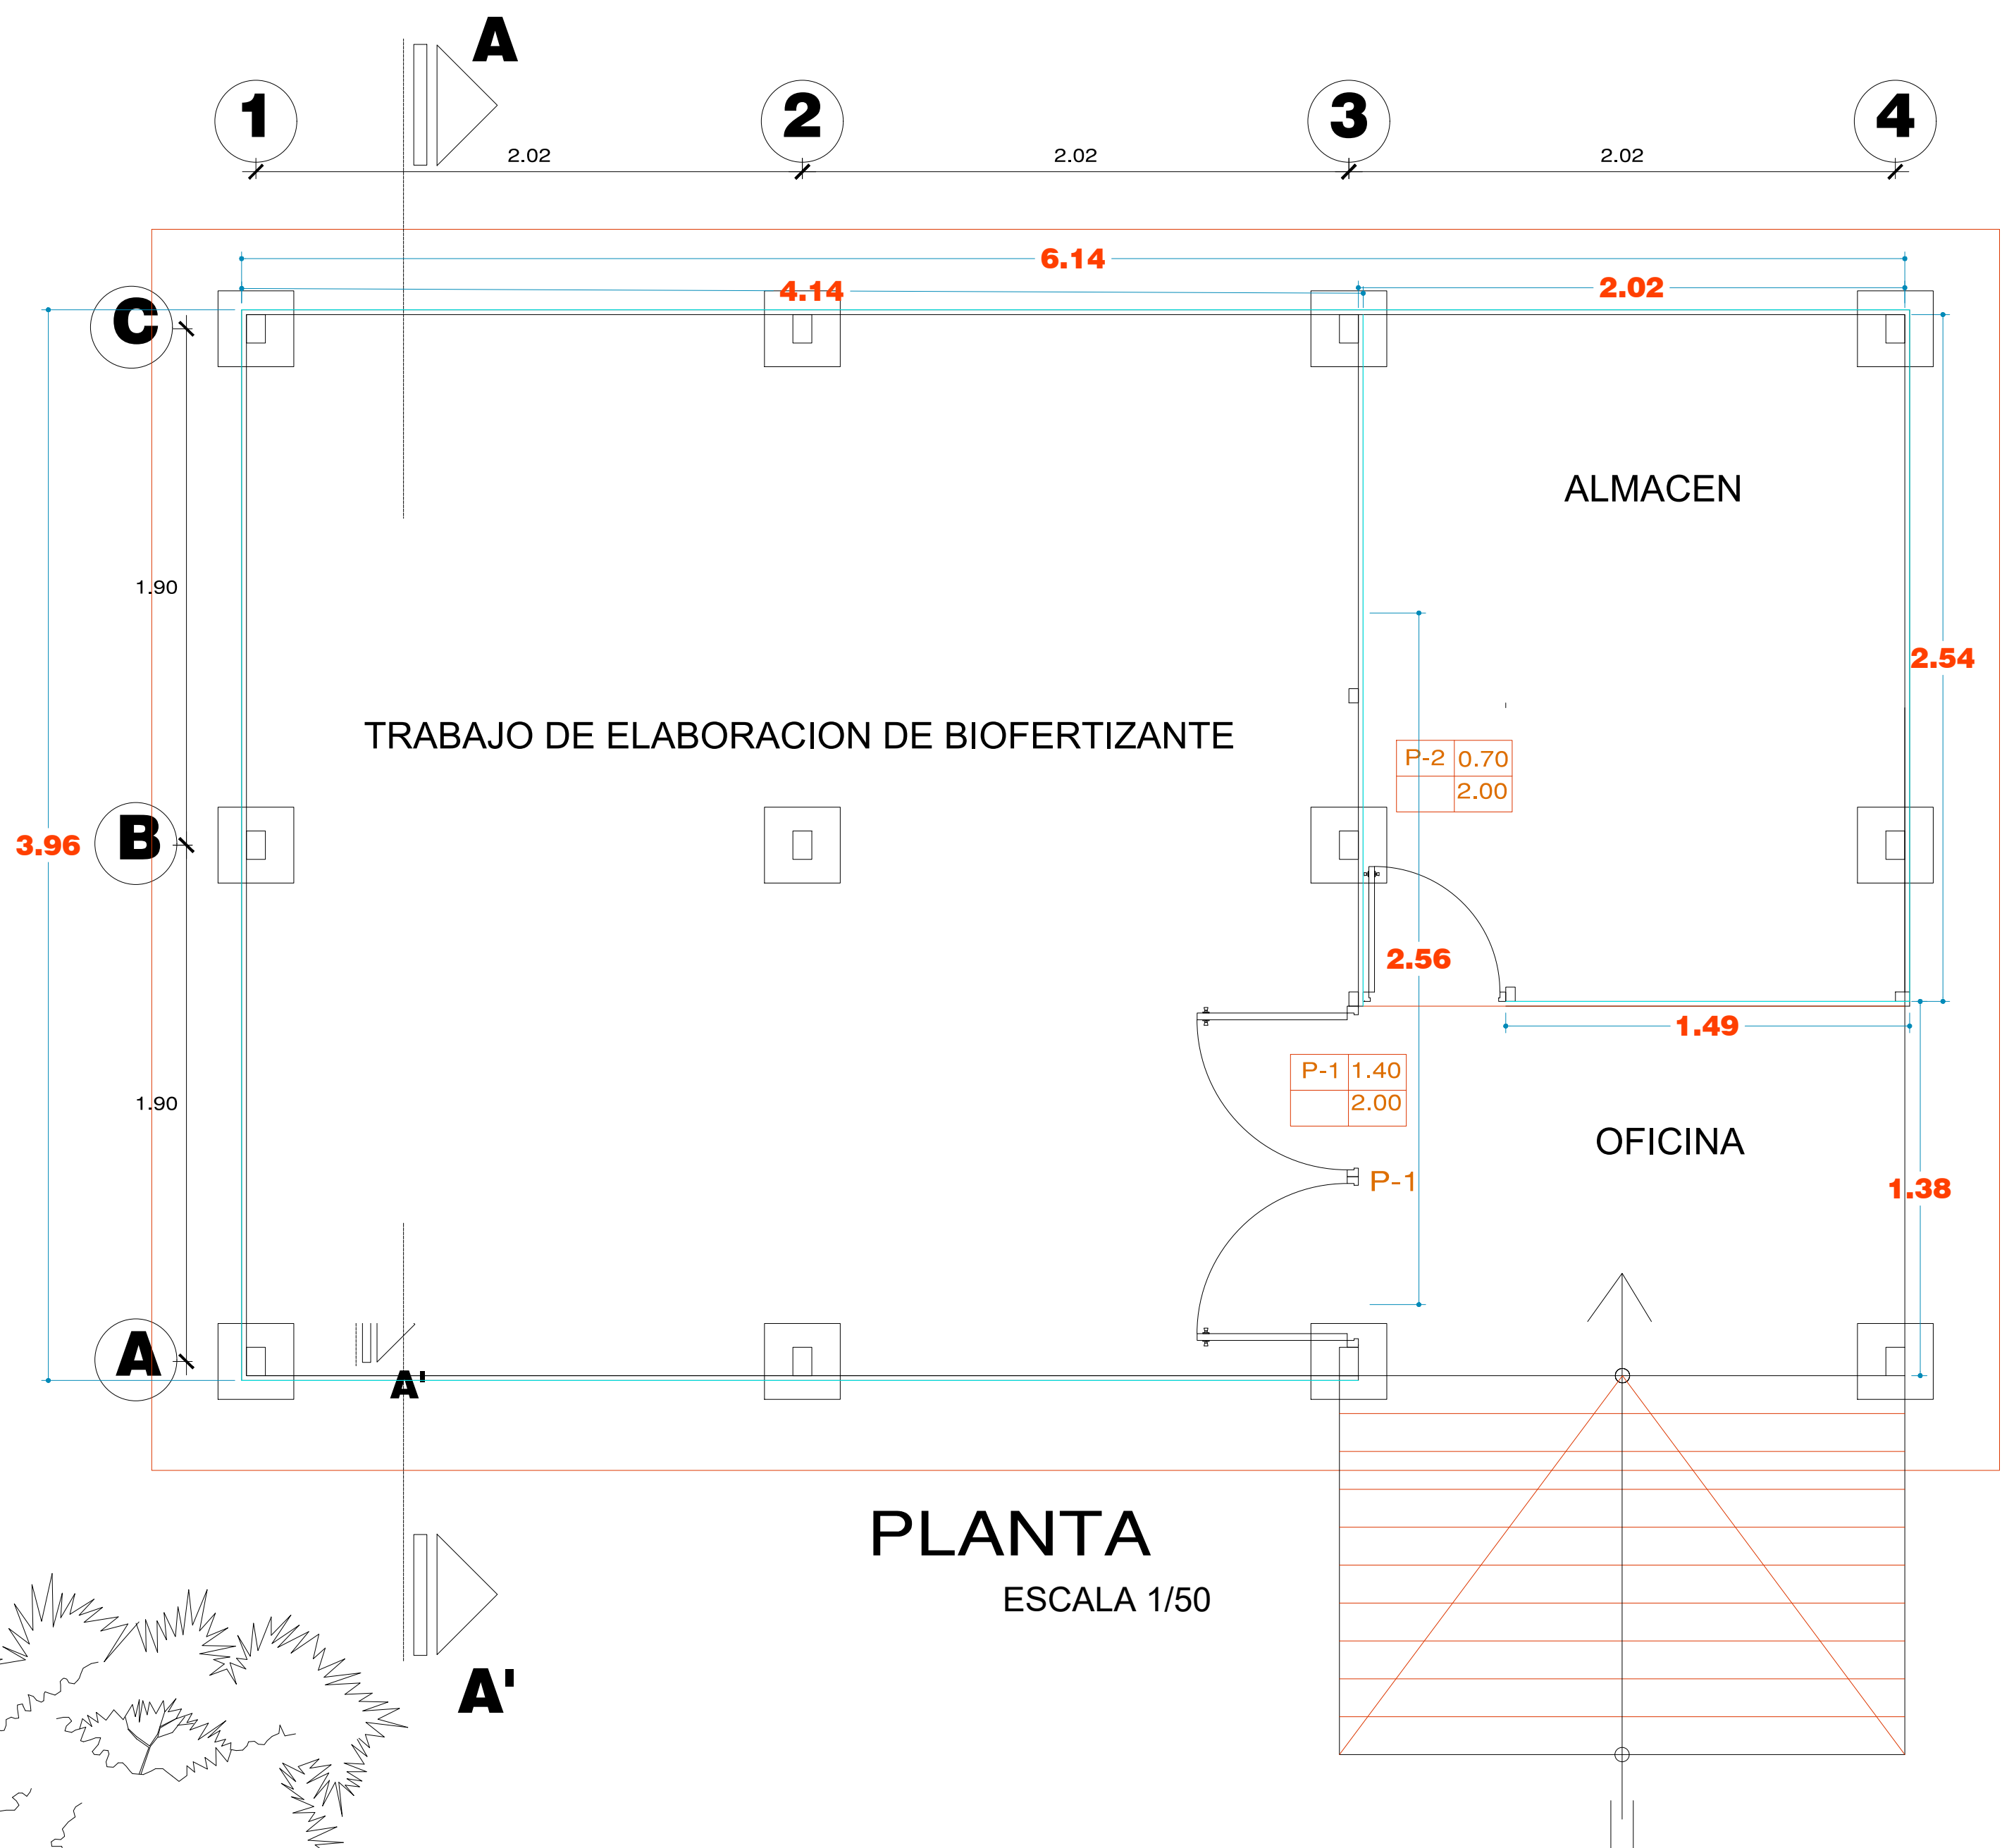 A
1
2
3
4
2.02
2.02
2.02
6.14
4.14
2.02
C
ALMACEN
1.90
2.54
TRABAJO DE ELABORACION DE BIOFERTIZANTE
P-2 0.70
2.00
B
3.96
2.56
1.49
P-1 1.40
2.00
1.90
OFICINA
P-1
1.38
A
A'
PLANTA
ESCALA 1/50
A'